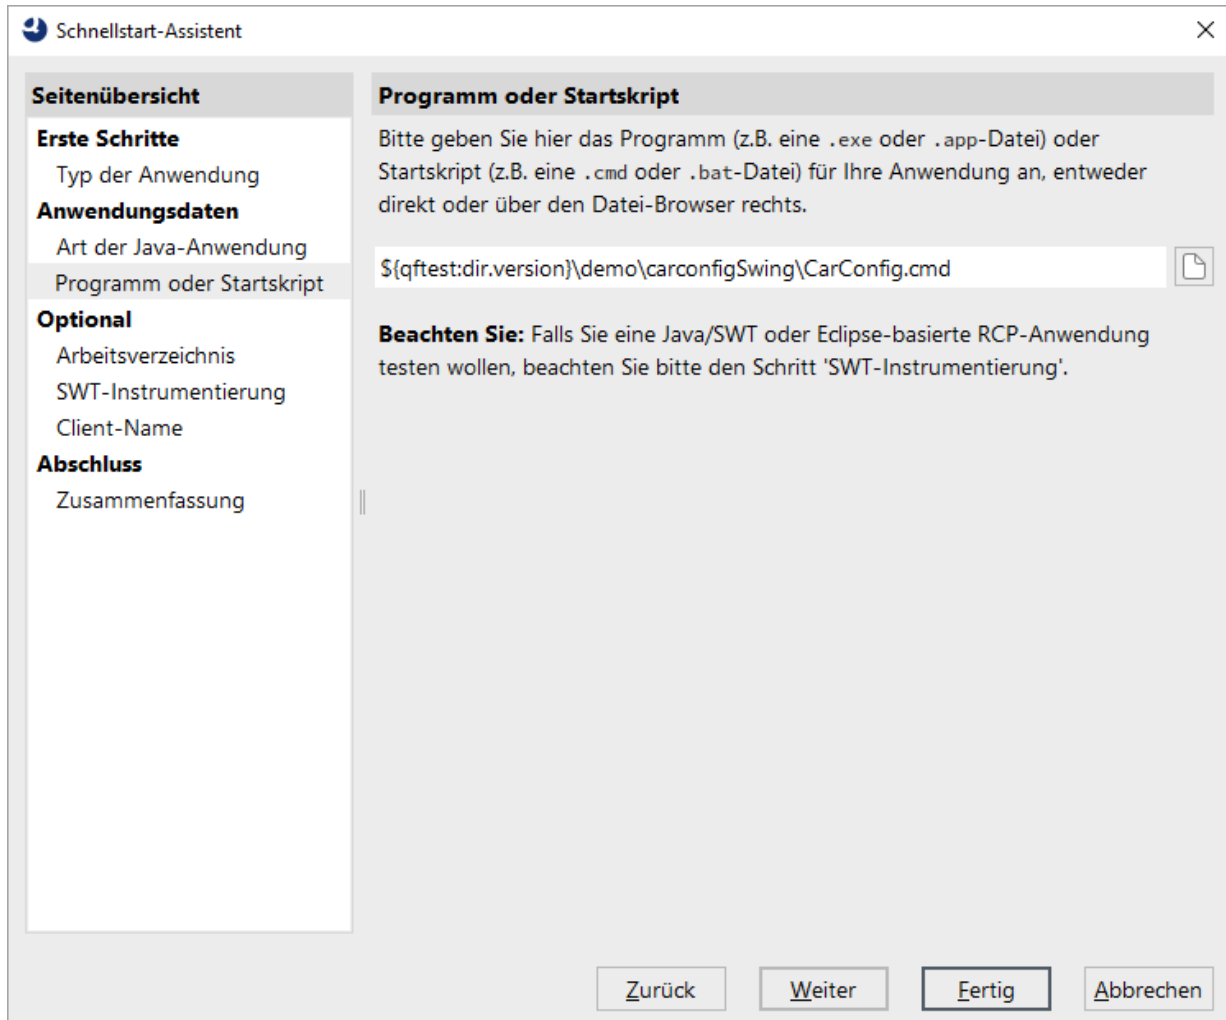 Schnellstart-Assistent
Seitenübersicht
Erste Schritte
Typ der Anwendung
Anwendungsdaten
Art der Java-Anwendung
Programm oder Startskript
Optional
Arbeitsverzeichnis
SWT-Instrumentierung
Client-Name
Abschluss
Zusammenfassung
Programm oder Startskript
Bitte geben Sie hier das Programm (z.B. eine .exe oder .app-Datei) oder
Startskript (z.B. eine .cmd oder .bat-Datei) für Ihre Anwendung an, entweder
direkt oder über den Datei-Browser rechts.
${qftest:dir.version}\demo\carconfigSwing\CarConfig.cmd
Beachten Sie: Falls Sie eine Java/SWT oder Eclipse-basierte RCP-Anwendung
testen wollen, beachten Sie bitte den Schritt 'SWT-Instrumentierung'.
Zurück
Weiter
Fertig
Abbrechen